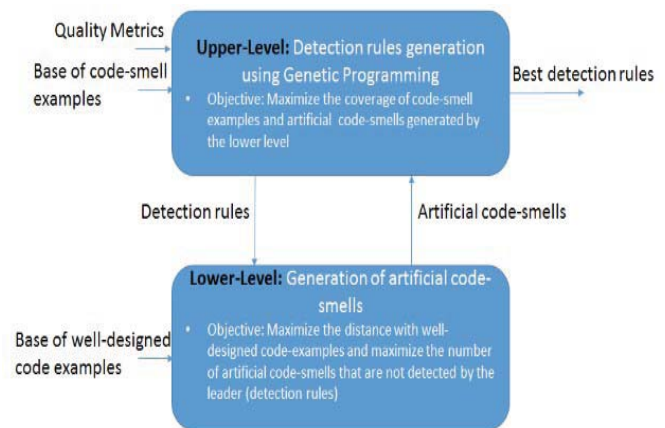 Quality Metrics
Base of code-smell
examples
Upper-Level: Detection rules generation
using Genetic Programming
• Objective: Maximize the coverage of code-smell
examples and artificial code-smells generated by
the lower level
Best detection rules
Detection rules
Artificial code-smells
Lower-Level: Generation of artificial code-
smells
• Objective: Maximize the distance with well-
designed code-examples and maximize the number
of artificial code-smells that are not detected by the
leader (detection rules)
Base of well-designed
code examples